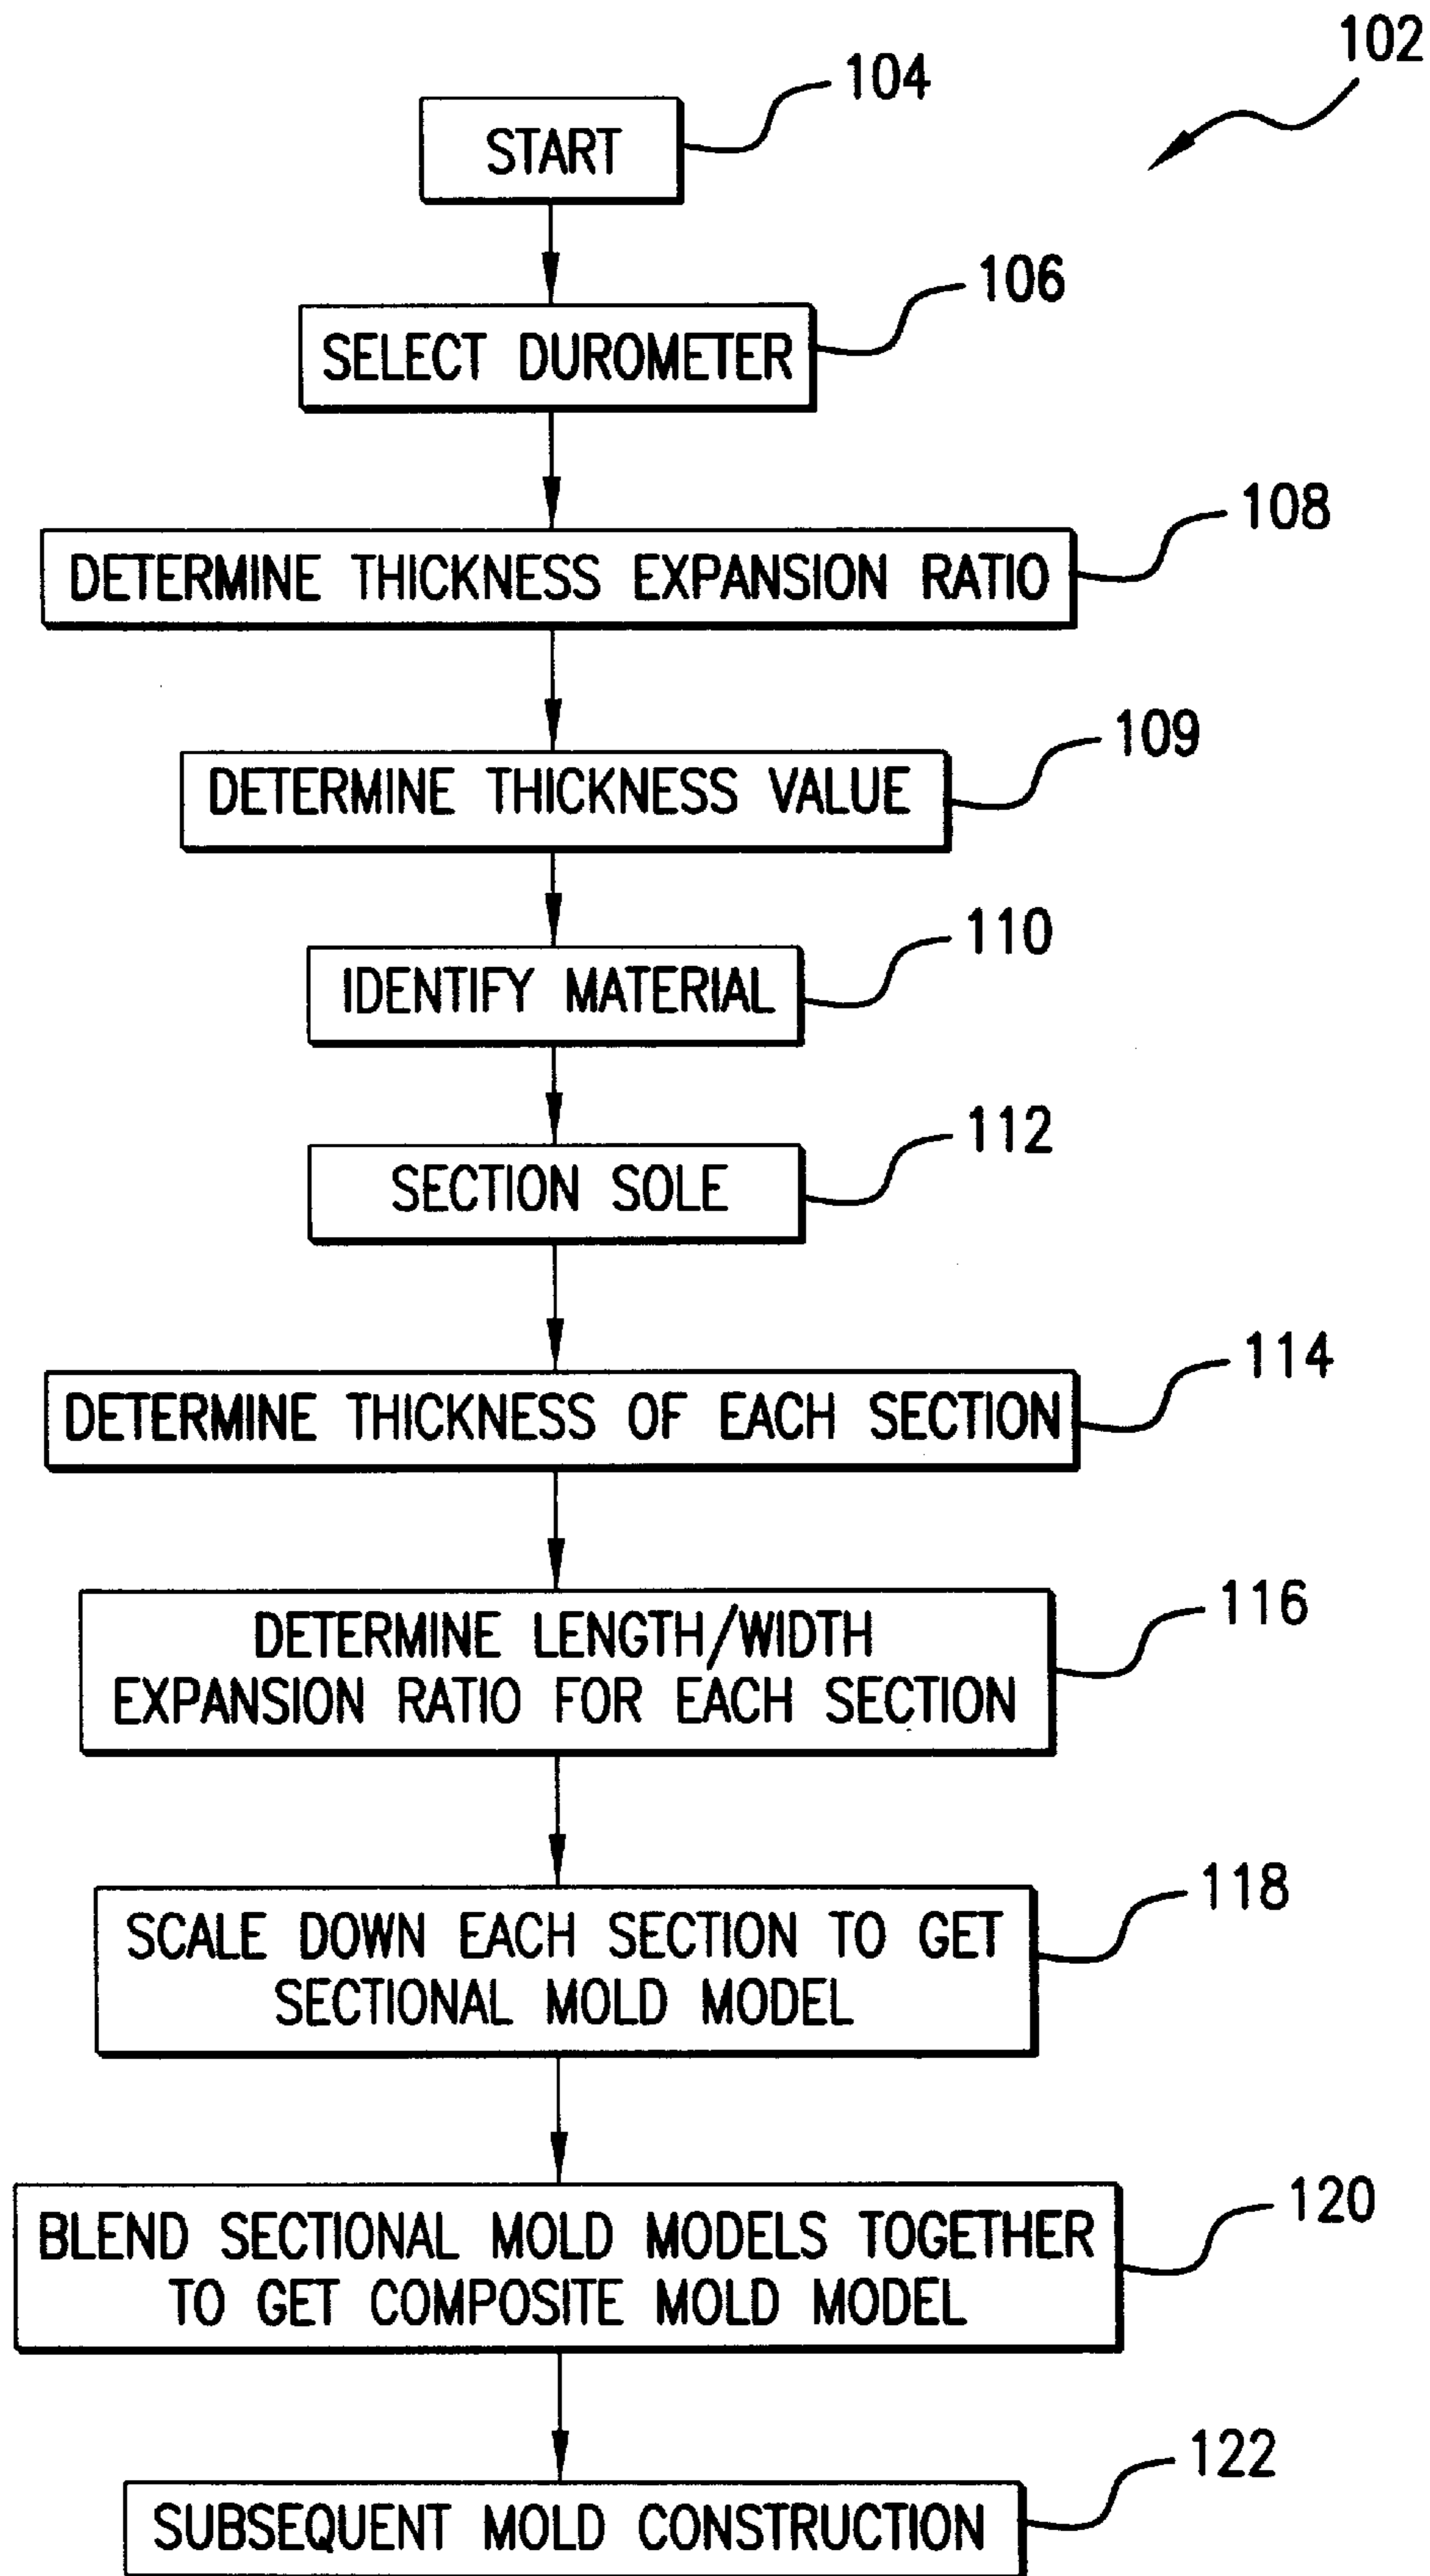 102
104
START
106
SELECT DUROMETER
108
DETERMINE THICKNESS EXPANSION RATIO
109
DETERMINE THICKNESS VALUE
110
IDENTIFY MATERIAL
112
SECTION SOLE
114
DETERMINE THICKNESS OF EACH SECTION
116
DETERMINE LENGTH/WIDTH
EXPANSION RATIO FOR EACH SECTION
118
SCALE DOWN EACH SECTION TO GET
SECTIONAL MOLD MODEL
120
BLEND SECTIONAL MOLD MODELS TOGETHER
TO GET COMPOSITE MOLD MODEL
122
SUBSEQUENT MOLD CONSTRUCTION